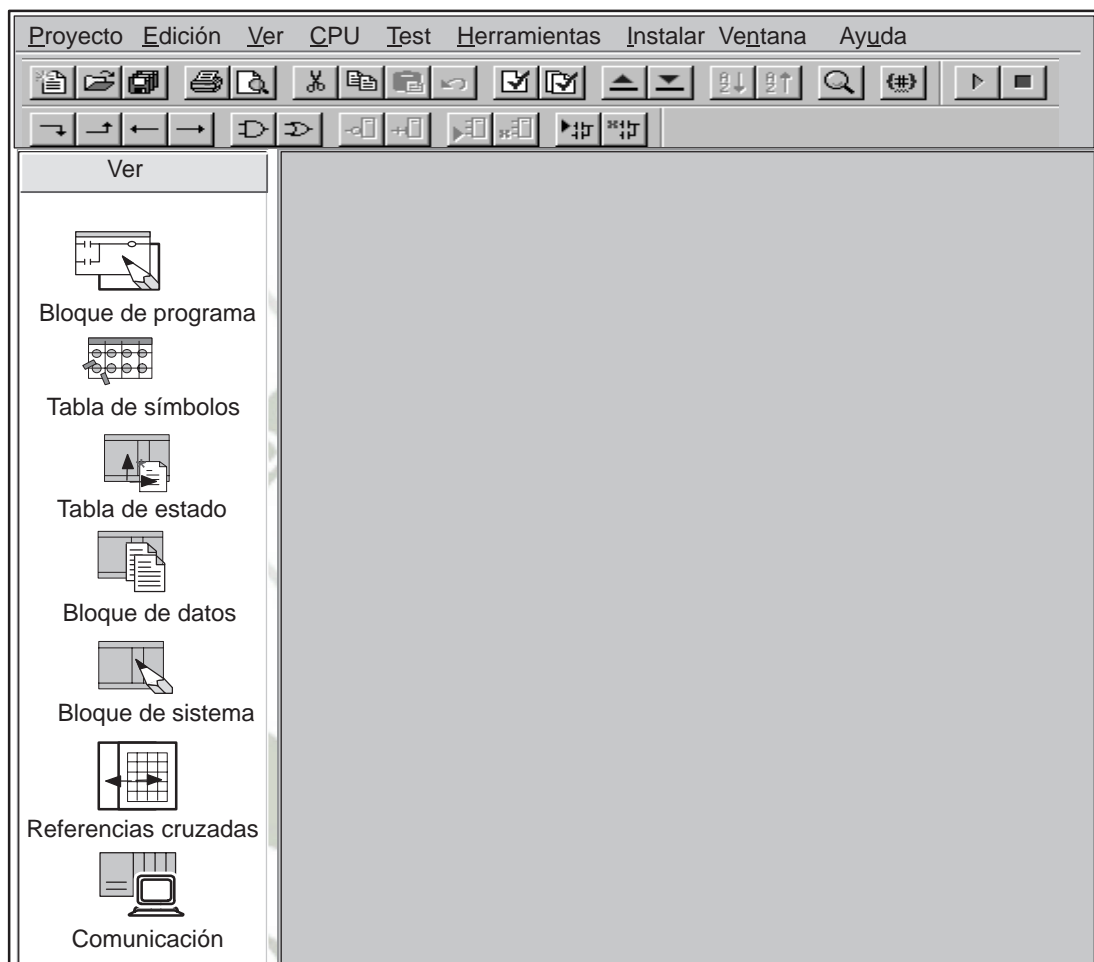 Proyecto Edición Ver CPU Test Herramientas Instalar Ventana Ayuda
Ver
Bloque de programa
Tabla de símbolos
Tabla de estado
Bloque de datos
Bloque de sistema
Referencias cruzadas
Comunicación